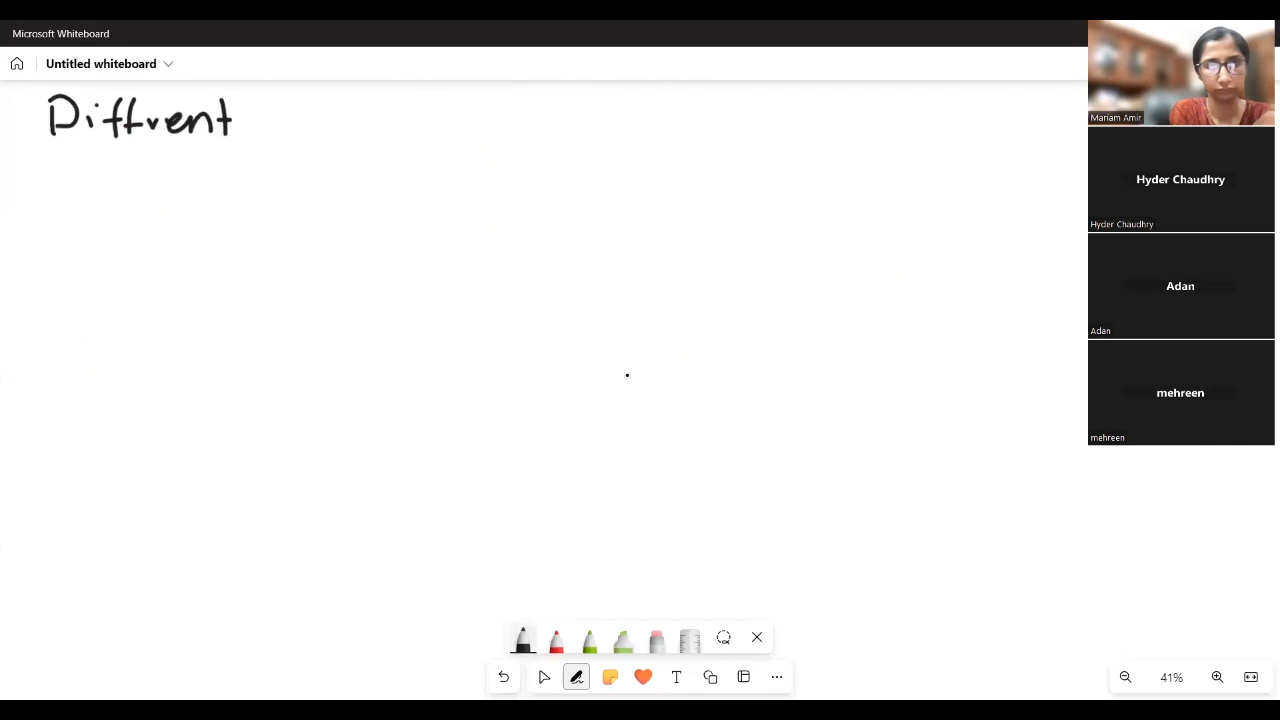 Microsoft Whiteboard
Untitled whiteboard
Diffrent
Mariam Amir
Hyder Chaudhry
Hyder Chaudhry
Adan
Adan
mehreen
mehreen
41%